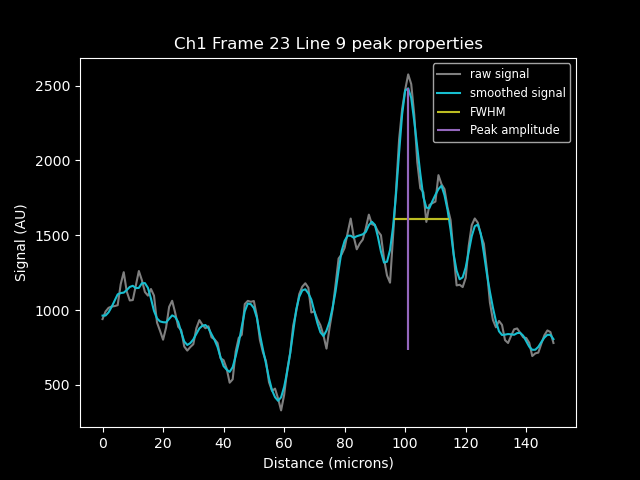 Ch1 Frame 23 Line 9 peak properties
raw signal
smoothed signal
FWHM
Peak amplitude
Signal (AU)
2500
2000
1500
1000
500
0 20 40 60 80 100 120 140
Distance (microns)